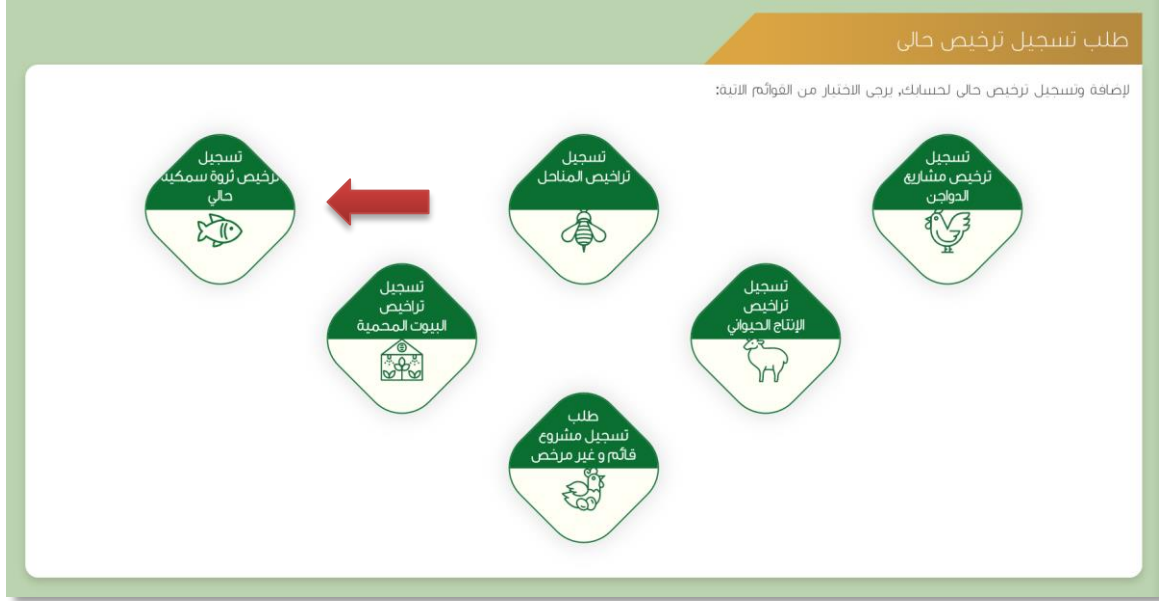 طلب تسجيل ترخيص حالى
لإضافة وتسجيل ترخيص حالى لحسابك, يرجى الاختيار من القوائم الاتية:
تسجيل
ترخيص مشاريع
الدواجن
تسجيل
تراخيص المناحل
تسجيل
ترخيص ثروة سمكية
حالي
تسجيل
تراخيص
الإنتاج الحيواني
تسجيل
تراخيص
البيوت المحمية
طلب
تسجيل مشروع
قائم و غير مرخص